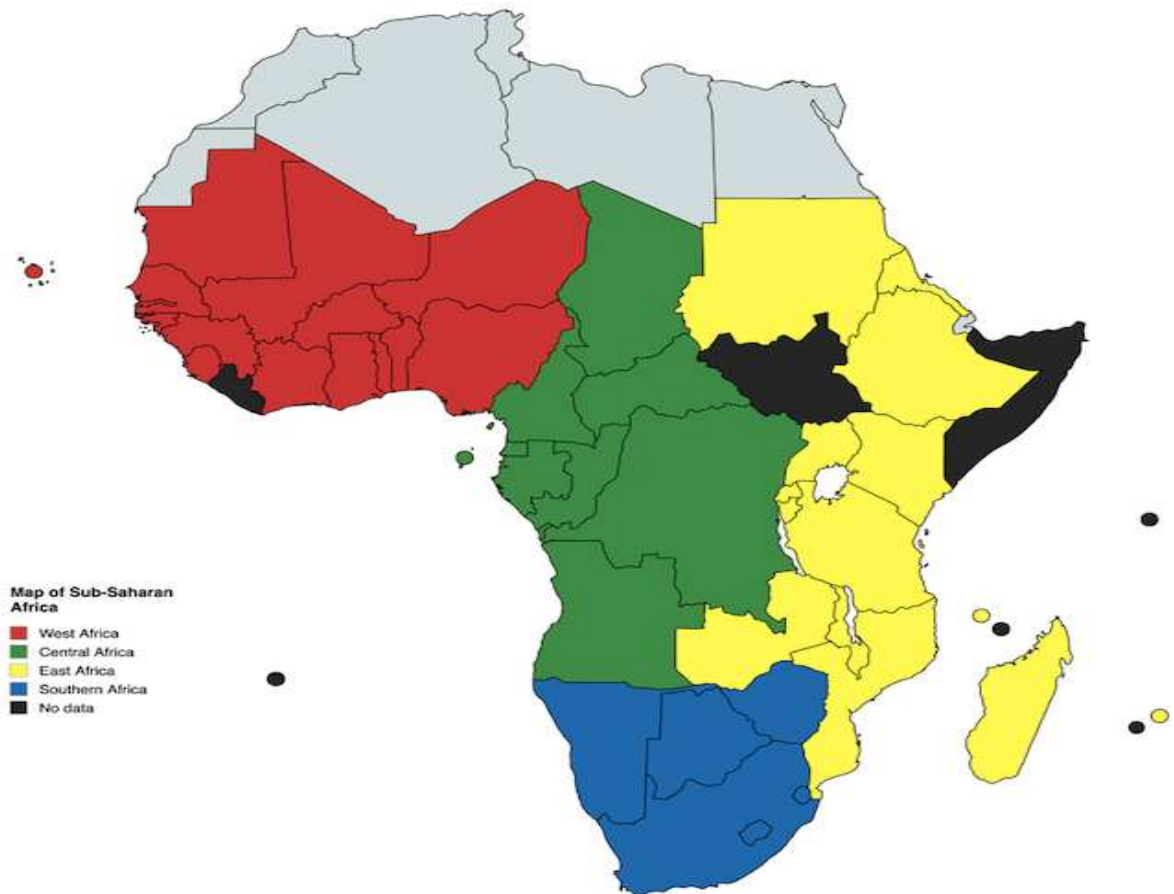 Map of Sub-Saharan
Africa
West Africa
Central Africa
East Africa
Southern Africa
No data